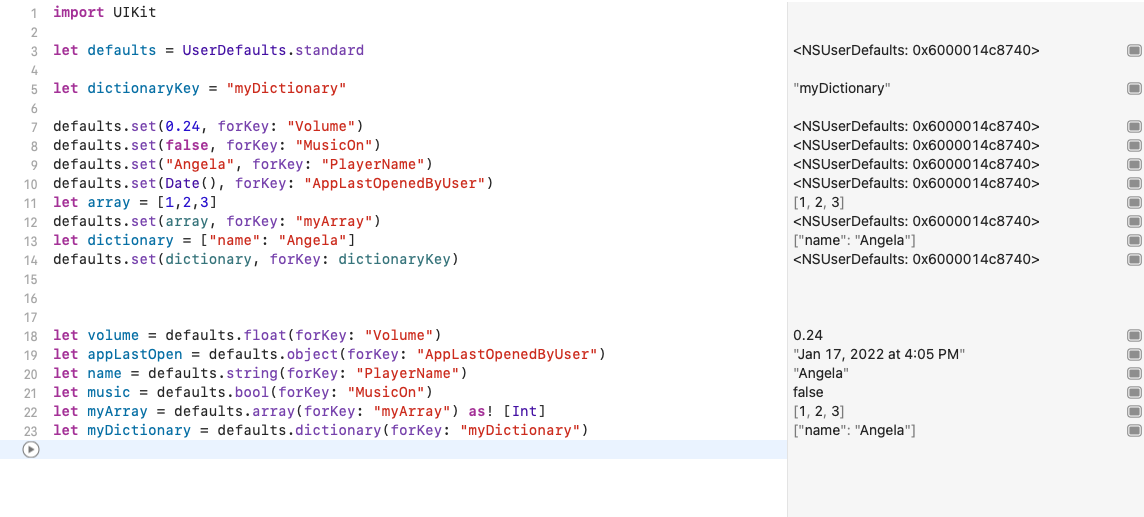 1 import UIKit
2
3 let defaults = UserDefaults.standard <NSUserDefaults: 0x6000014c8740>
4
5 let dictionaryKey = "myDictionary" "myDictionary"
6
7 defaults.set(0.24, forKey: "Volume") <NSUserDefaults: 0x6000014c8740>
8 defaults.set(false, forKey: "MusicOn") <NSUserDefaults: 0x6000014c8740>
9 defaults.set("Angela", forKey: "PlayerName") <NSUserDefaults: 0x6000014c8740>
10 defaults.set(Date(), forKey: "AppLastOpenedByUser") <NSUserDefaults: 0x6000014c8740>
11 let array = [1,2,3] [1, 2, 3]
12 defaults.set(array, forKey: "myArray") <NSUserDefaults: 0x6000014c8740>
13 let dictionary = ["name": "Angela"] ["name": "Angela"]
14 defaults.set(dictionary, forKey: dictionaryKey) <NSUserDefaults: 0x6000014c8740>
15
16
17
18 let volume = defaults.float(forKey: "Volume") 0.24
19 let appLastOpen = defaults.object(forKey: "AppLastOpenedByUser") "Jan 17, 2022 at 4:05 PM"
20 let name = defaults.string(forKey: "PlayerName") "Angela"
21 let music = defaults.bool(forKey: "MusicOn") false
22 let myArray = defaults.array(forKey: "myArray") as! [Int] [1, 2, 3]
23 let myDictionary = defaults.dictionary(forKey: "myDictionary") ["name": "Angela"]